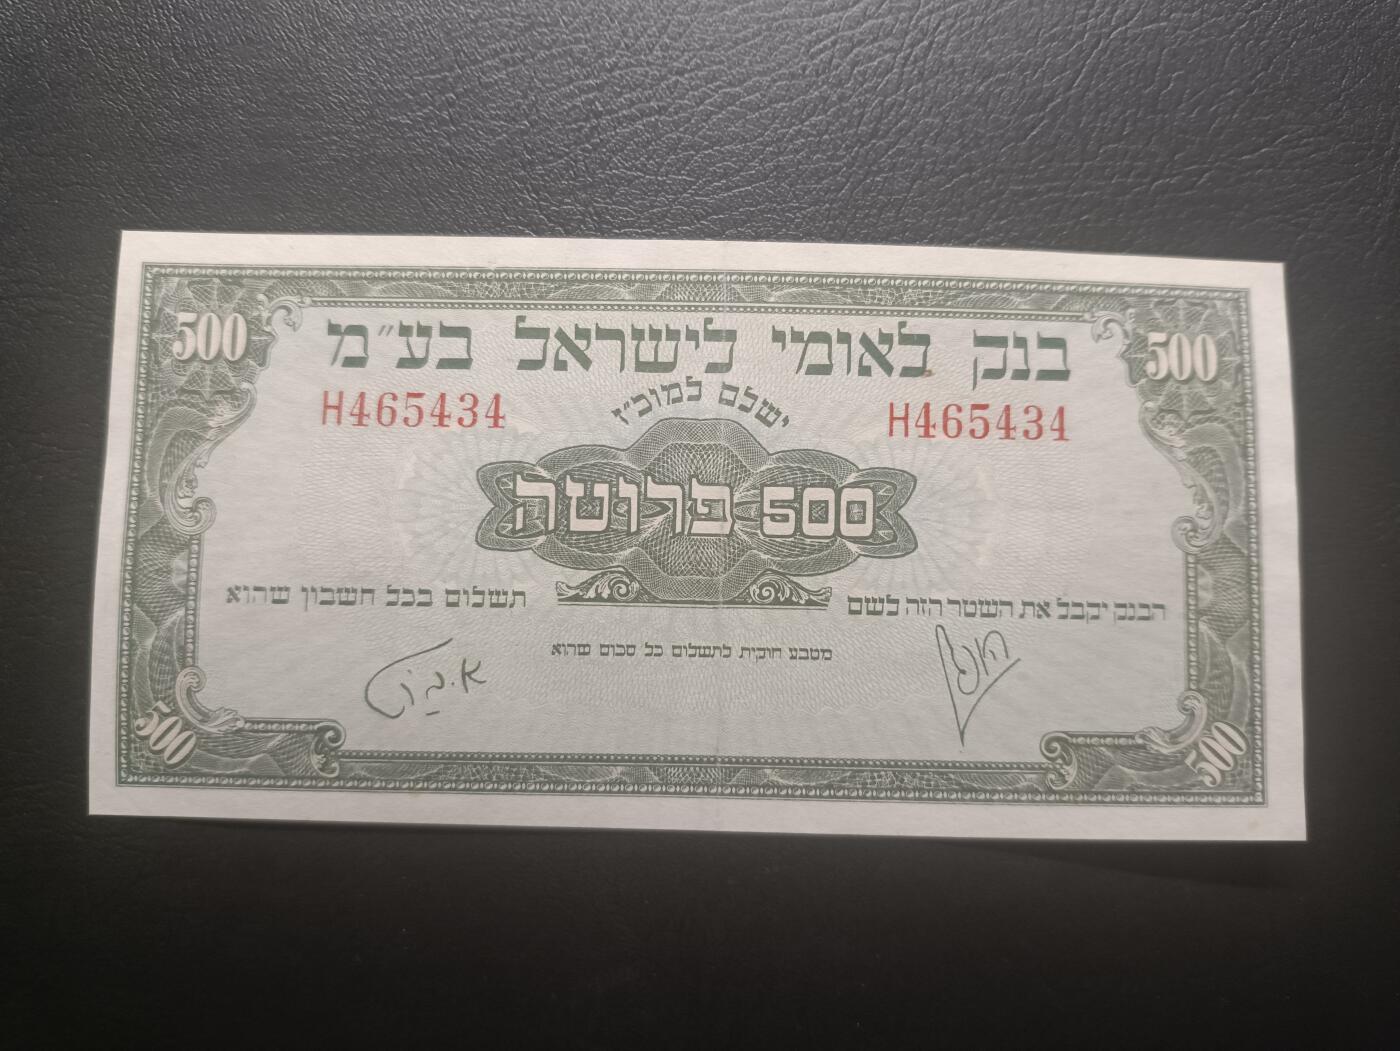 500 500
בנק לאומי לישראל בע״מ
ישלם למוכ״ז
H465434 H465434
500 פרוטה
הבנק יקבל את השטר הזה לשם תשלום בכל חשבון שהוא
מטבע חוקית לתשלום כל סכום שהוא
500 500